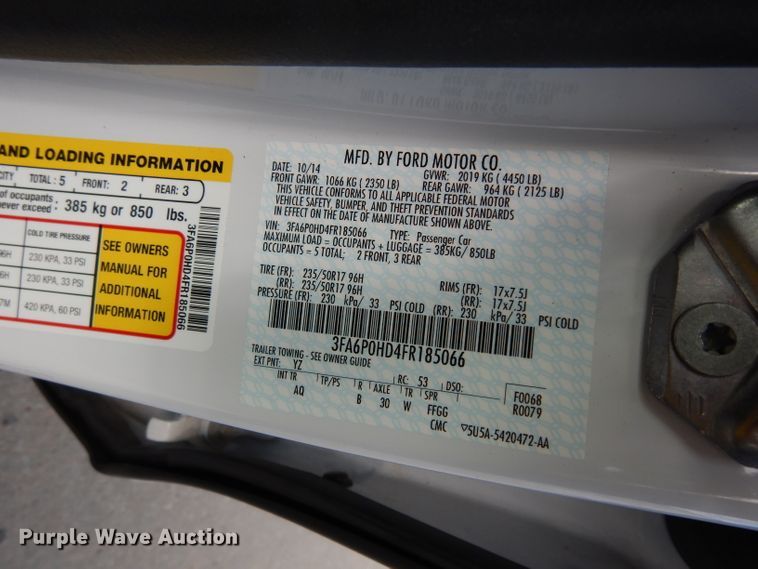 AND LOADING INFORMATION
CITY TOTAL: 5 FRONT: 2 REAR: 3
of occupants
never exceed: 385 kg or 850 lbs.
COLD TIRE PRESSURE
96H 230 KPA, 33 PSI
6H 230 KPA, 33 PSI
7M 420 KPA, 60 PSI
SEE OWNERS
MANUAL FOR
ADDITIONAL
INFORMATION
3FA6P0HD4FR185066
MFD. BY FORD MOTOR CO.
DATE: 10/14 GVWR: 2019 KG ( 4450 LB)
FRONT GAWR: 1066 KG ( 2350 LB) REAR GAWR: 964 KG ( 2125 LB)
THIS VEHICLE CONFORMS TO ALL APPLICABLE FEDERAL MOTOR
VEHICLE SAFETY, BUMPER, AND THEFT PREVENTION STANDARDS
IN EFFECT ON THE DATE OF MANUFACTURE SHOWN ABOVE.
VIN: 3FA6P0HD4FR185066 TYPE: Passenger Car
MAXIMUM LOAD = OCCUPANTS + LUGGAGE = 385KG/ 850LB
OCCUPANTS = 5 TOTAL; 2 FRONT, 3 REAR
TIRE (FR): 235/50R17 96H RIMS (FR): 17x7.5J
(RR): 235/50R17 96H (RR): 17x7.5J
PRESSURE (FR): 230 kPa/ 33 PSI COLD (RR): 230 kPa/ 33 PSI COLD
3FA6P0HD4FR185066
TRAILER TOWING - SEE OWNER GUIDE
EXT PNT: YZ RC: 53 DSO: F0068
R0079
INT TR TP/PS R AXLE TR SPR
AQ B 30 W FFGG
CMC ▽5U5A-5420472-AA
Purple Wave Auction